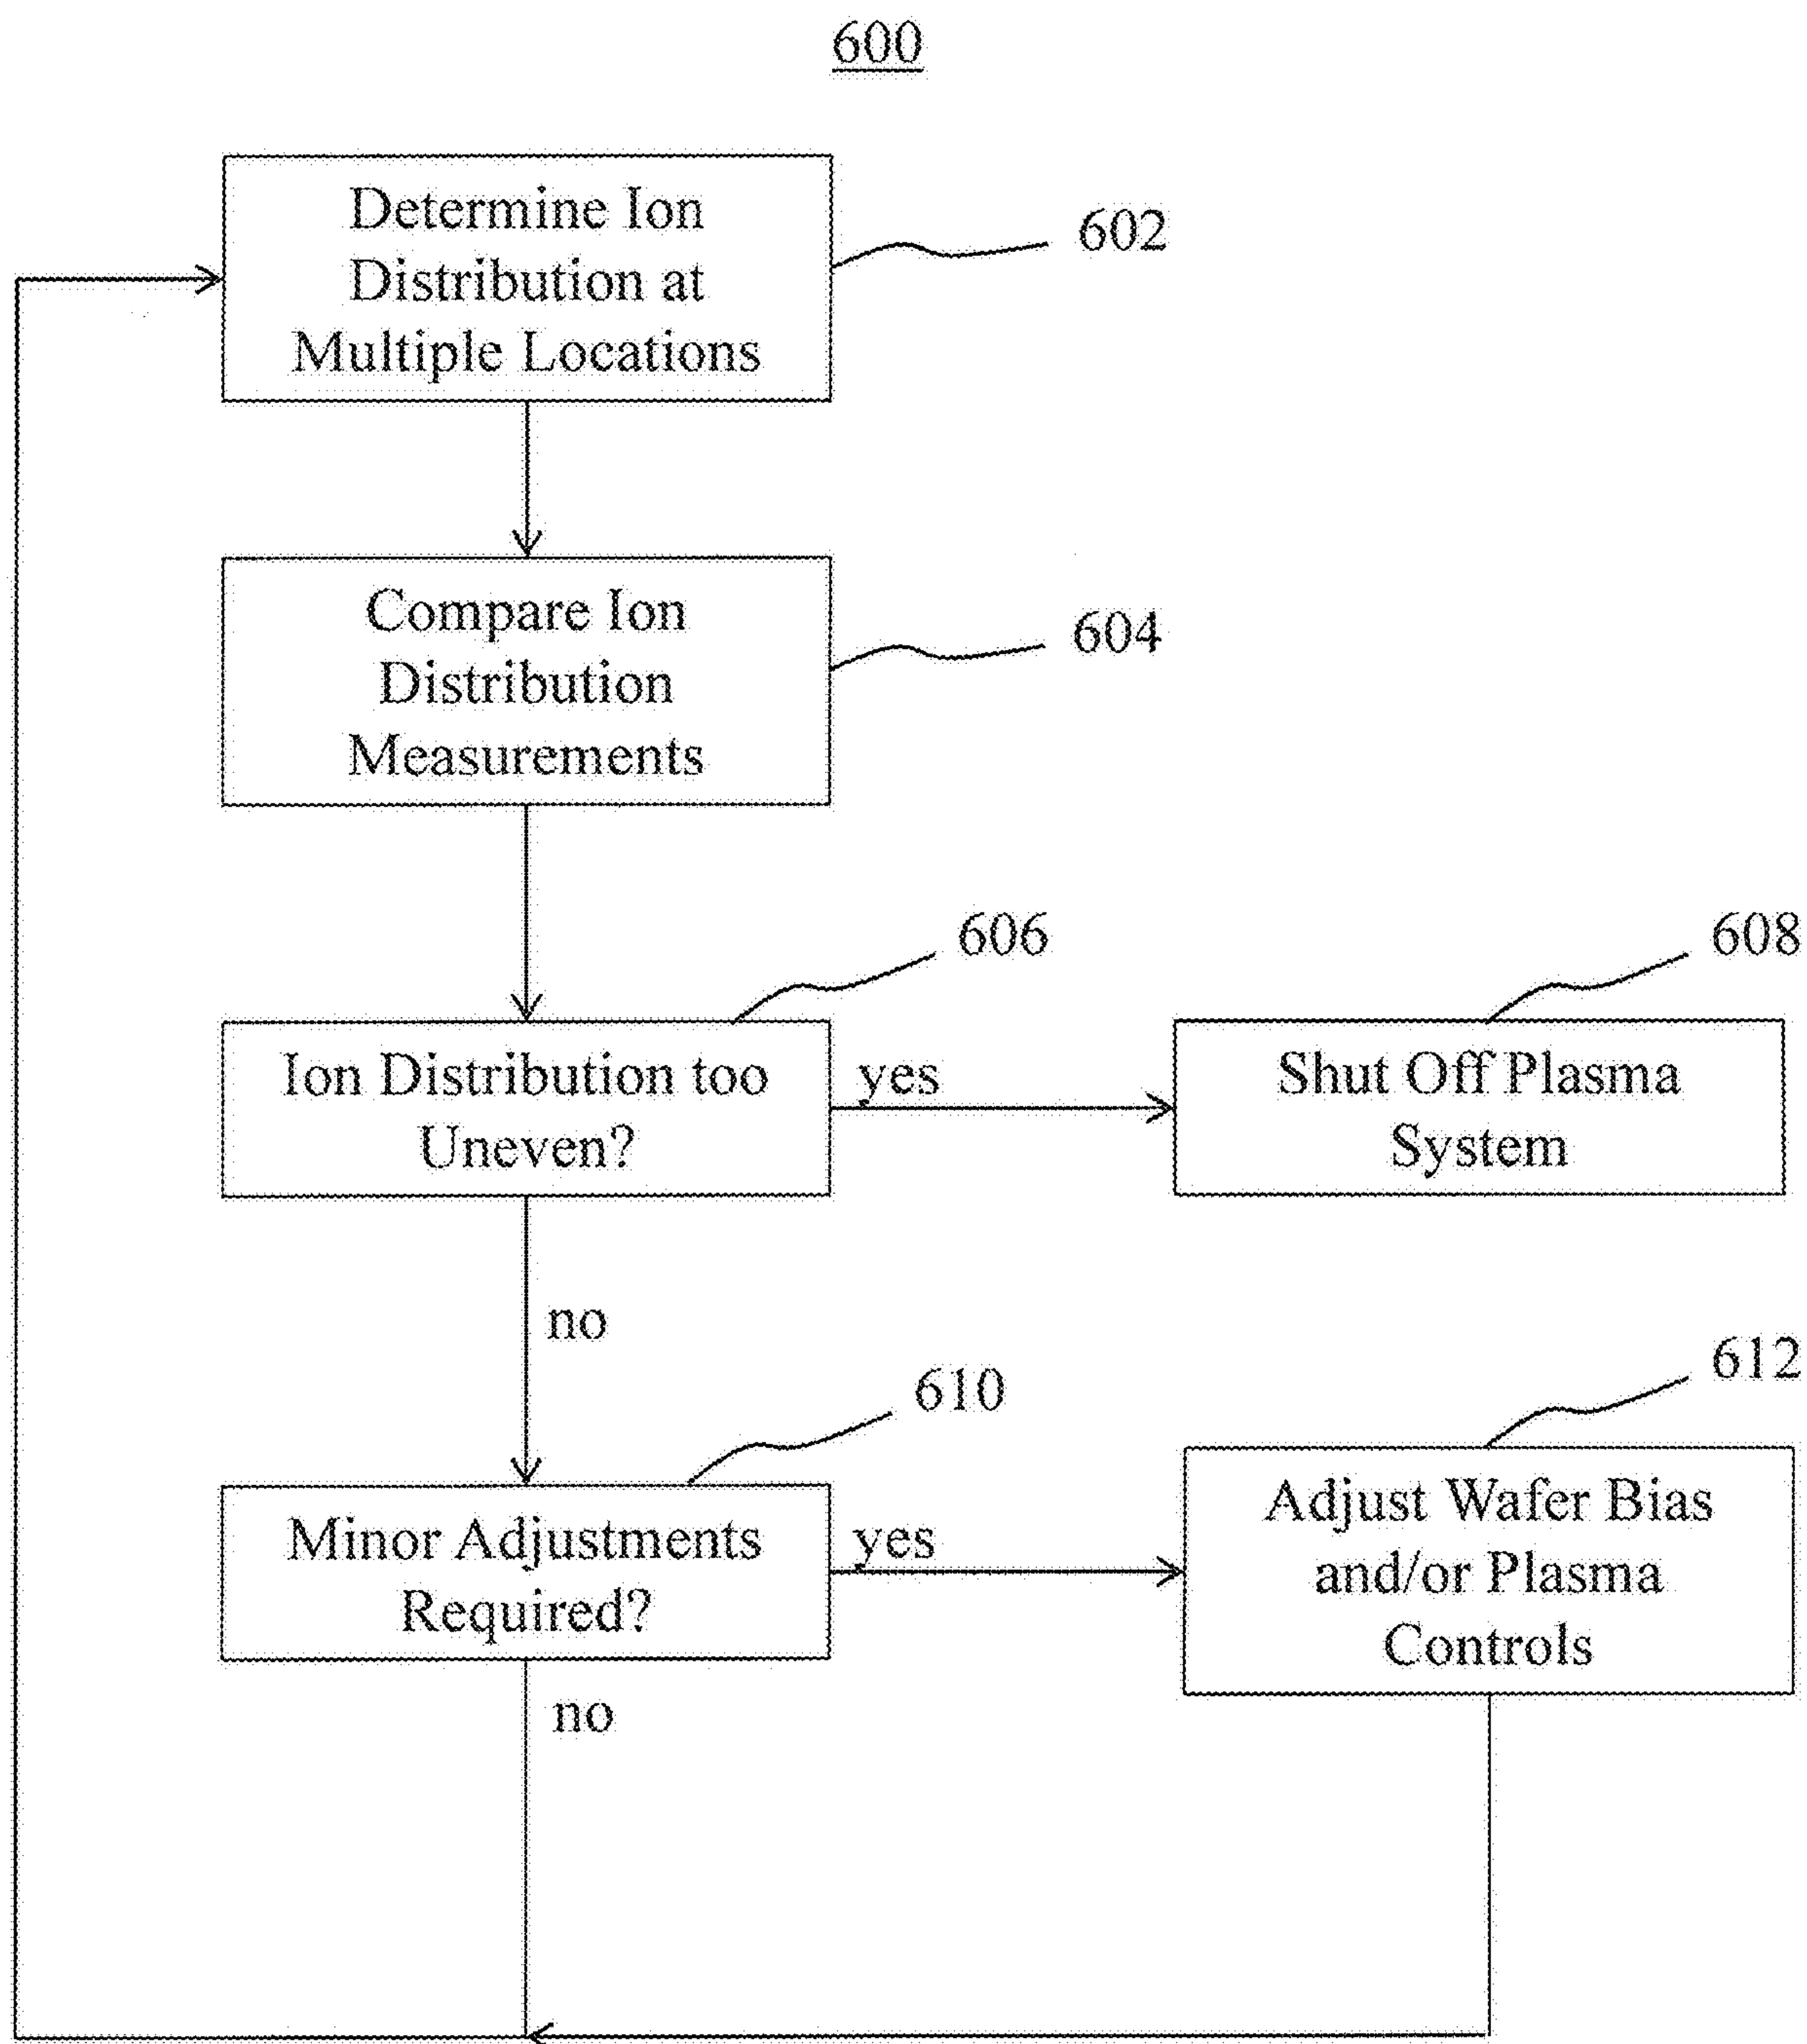 600
Determine Ion
Distribution at
Multiple Locations
602
Compare Ion
Distribution
Measurements
604
606
608
Ion Distribution too
Uneven?
yes
Shut Off Plasma
System
no
610
612
Minor Adjustments
Required?
yes
Adjust Wafer Bias
and/or Plasma
Controls
no